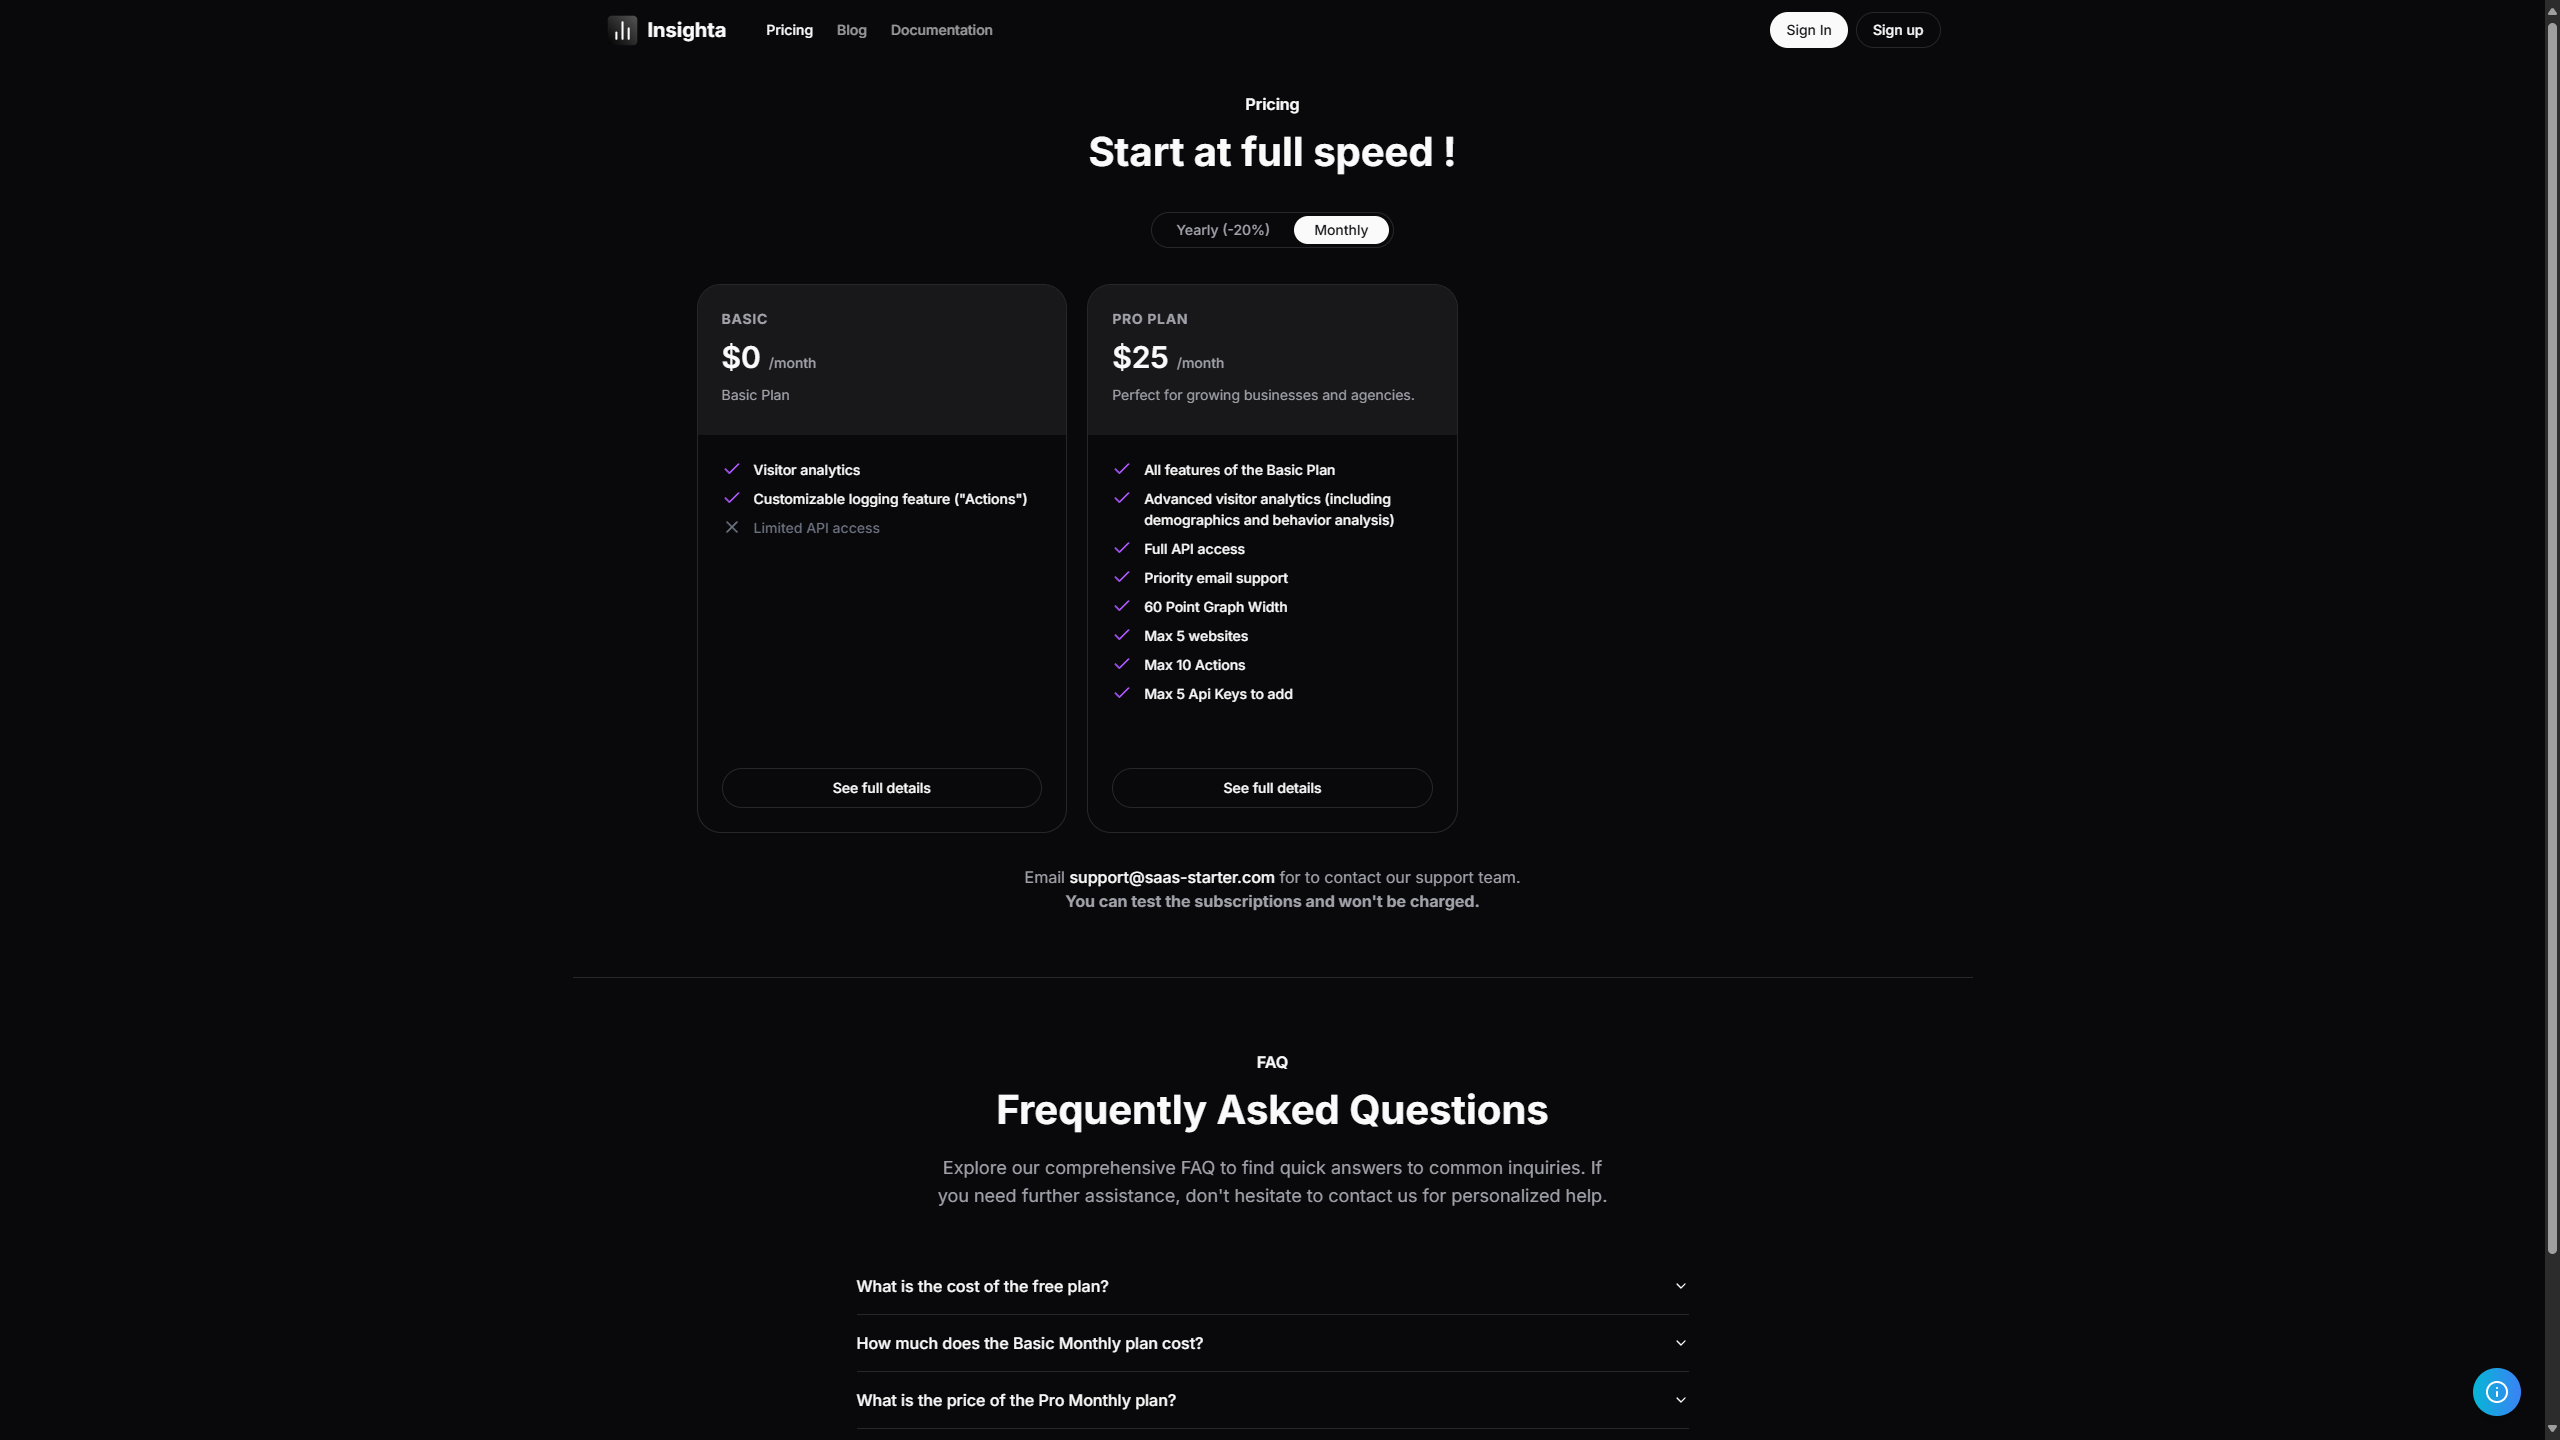 Insighta
Pricing
Blog
Documentation
Sign In
Sign up
Pricing
Start at full speed !
Yearly (-20%)
Monthly
BASIC
$0 /month
Basic Plan
Visitor analytics
Customizable logging feature ("Actions")
Limited API access
See full details
PRO PLAN
$25 /month
Perfect for growing businesses and agencies.
All features of the Basic Plan
Advanced visitor analytics (including
demographics and behavior analysis)
Full API access
Priority email support
60 Point Graph Width
Max 5 websites
Max 10 Actions
Max 5 Api Keys to add
See full details
Email support@saas-starter.com for to contact our support team.
You can test the subscriptions and won't be charged.
FAQ
Frequently Asked Questions
Explore our comprehensive FAQ to find quick answers to common inquiries. If
you need further assistance, don't hesitate to contact us for personalized help.
What is the cost of the free plan?
How much does the Basic Monthly plan cost?
What is the price of the Pro Monthly plan?